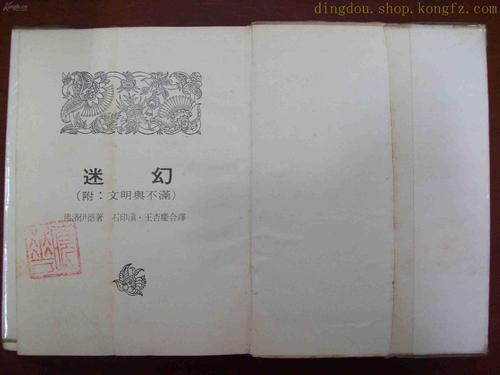 dingdou.shop.kongfz.com
迷幻
(附:文明與不滿)
佛洛伊德著 石印滇・王杏慶合譯